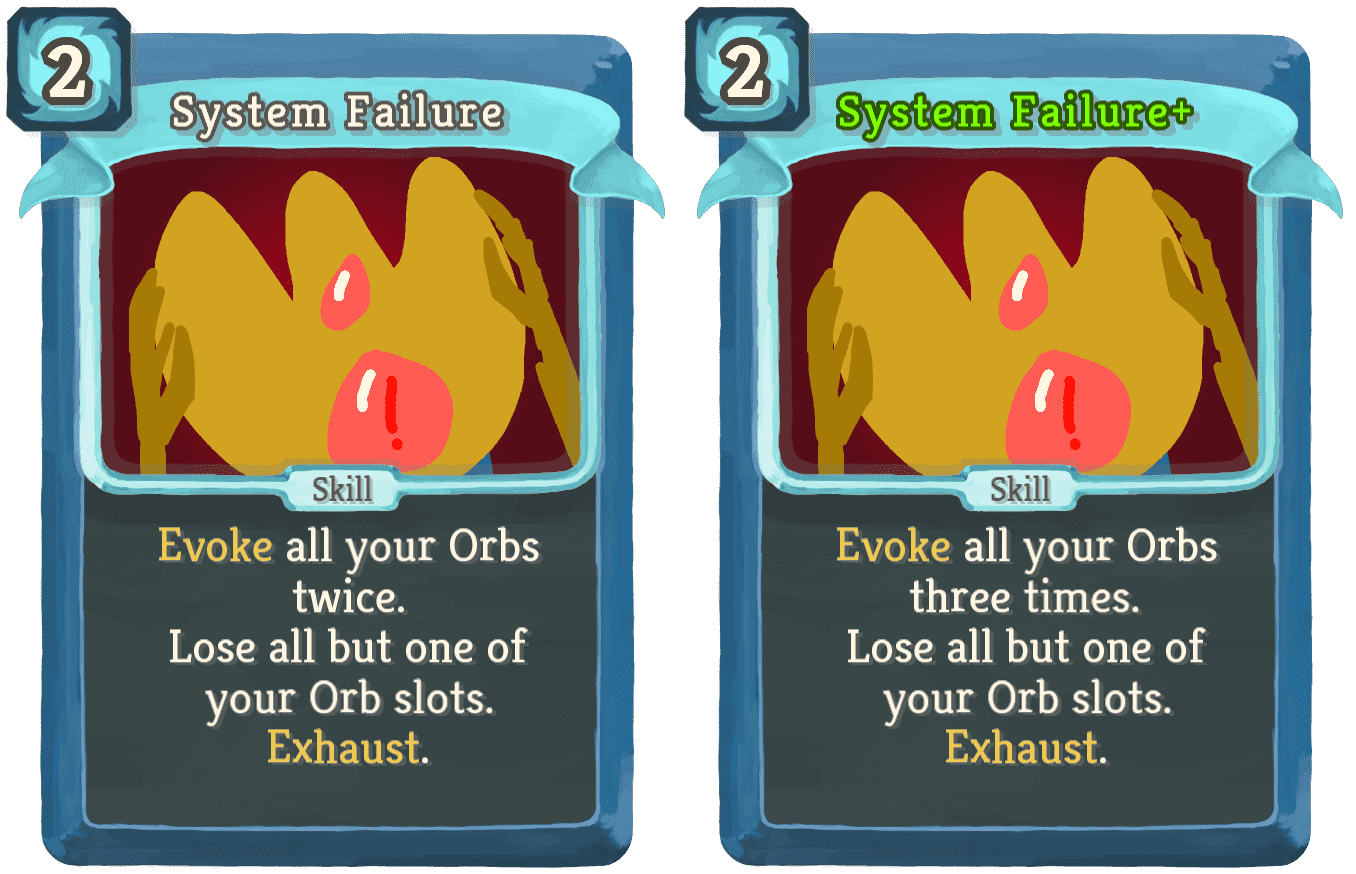 2
System Failure
Skill
Evoke all your Orbs
twice.
Lose all but one of
your Orb slots.
Exhaust.
2
System Failure+
Skill
Evoke all your Orbs
three times.
Lose all but one of
your Orb slots.
Exhaust.